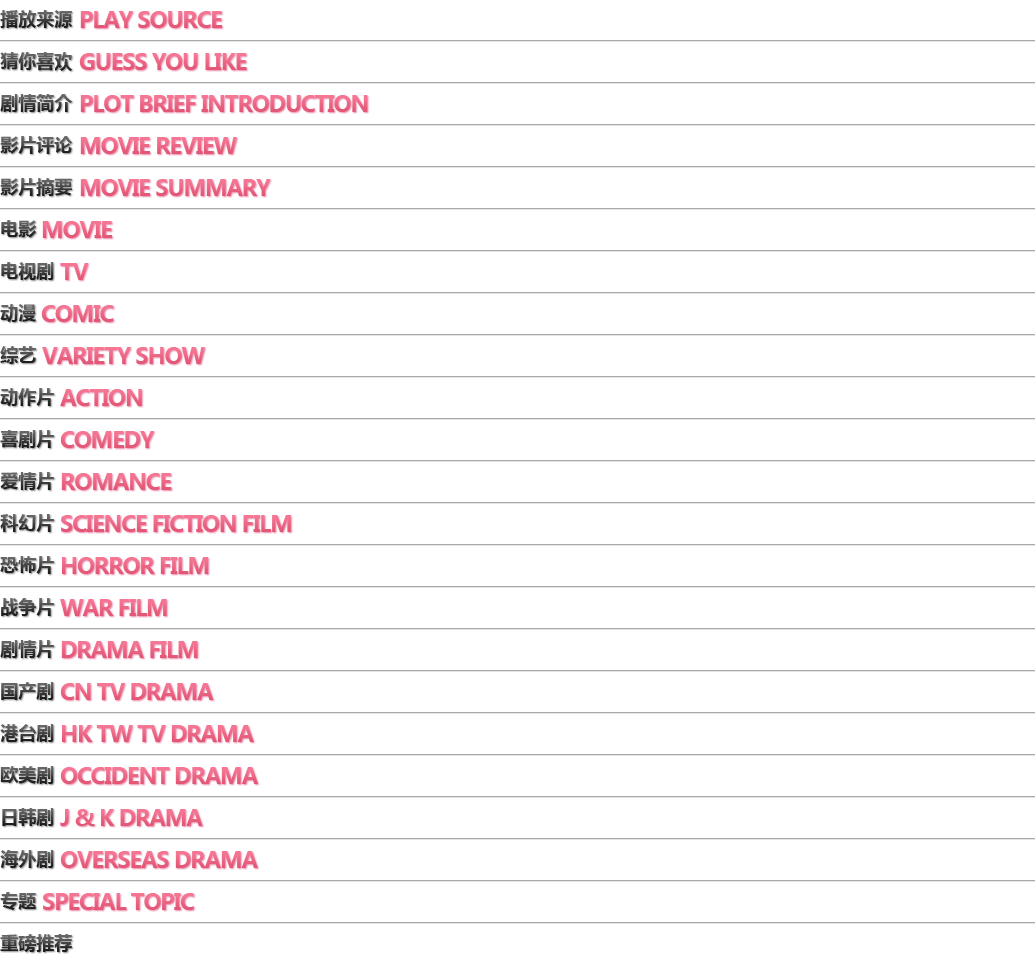 播放来源 PLAY SOURCE
猜你喜欢 GUESS YOU LIKE
剧情简介 PLOT BRIEF INTRODUCTION
影片评论 MOVIE REVIEW
影片摘要 MOVIE SUMMARY
电影 MOVIE
电视剧 TV
动漫 COMIC
综艺 VARIETY SHOW
动作片 ACTION
喜剧片 COMEDY
爱情片 ROMANCE
科幻片 SCIENCE FICTION FILM
恐怖片 HORROR FILM
战争片 WAR FILM
剧情片 DRAMA FILM
国产剧 CN TV DRAMA
港台剧 HK TW TV DRAMA
欧美剧 OCCIDENT DRAMA
日韩剧 J & K DRAMA
海外剧 OVERSEAS DRAMA
专题 SPECIAL TOPIC
重磅推荐